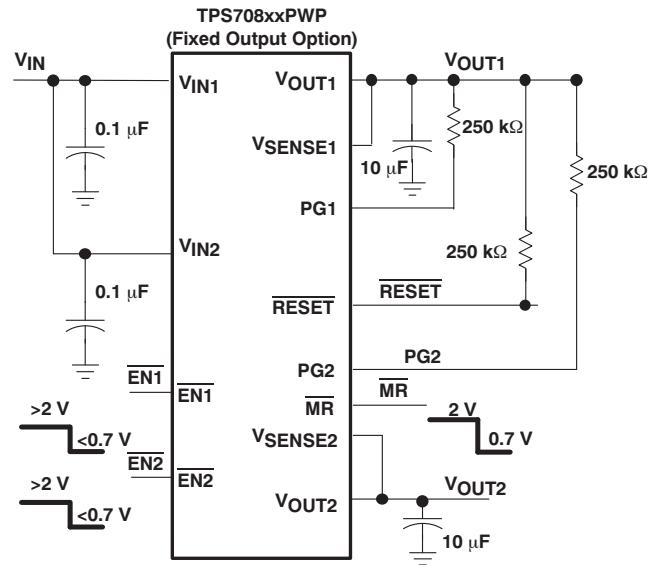 TPS708xxPWP
(Fixed Output Option)
VIN
VIN1
VOUT1
VOUT1
0.1 µF
VSENSE1
10 µF
250 kΩ
250 kΩ
PG1
VIN2
250 kΩ
0.1 µF
RESET
RESET
PG2
PG2
EN1
EN1
MR
MR
>2 V
<0.7 V
2 V
0.7 V
VSENSE2
EN2
EN2
>2 V
<0.7 V
VOUT2
VOUT2
10 µF